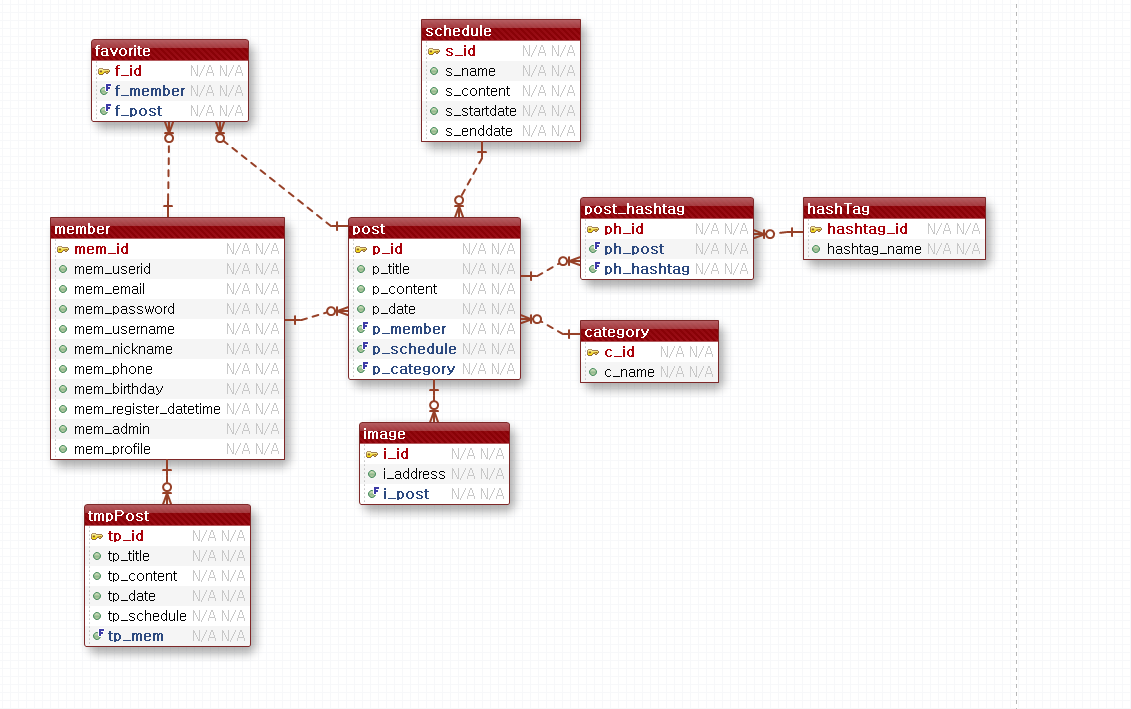 favorite
f_id N/A N/A
f_member N/A N/A
f_post N/A N/A
schedule
s_id N/A N/A
s_name N/A N/A
s_content N/A N/A
s_startdate N/A N/A
s_enddate N/A N/A
member
mem_id N/A N/A
mem_userid N/A N/A
mem_email N/A N/A
mem_password N/A N/A
mem_username N/A N/A
mem_nickname N/A N/A
mem_phone N/A N/A
mem_birthday N/A N/A
mem_register_datetime N/A N/A
mem_admin N/A N/A
mem_profile N/A N/A
post
p_id N/A N/A
p_title N/A N/A
p_content N/A N/A
p_date N/A N/A
p_member N/A N/A
p_schedule N/A N/A
p_category N/A N/A
post_hashtag
ph_id N/A N/A
ph_post N/A N/A
ph_hashtag N/A N/A
hashTag
hashtag_id N/A N/A
hashtag_name N/A N/A
category
c_id N/A N/A
c_name N/A N/A
image
i_id N/A N/A
i_address N/A N/A
i_post N/A N/A
tmpPost
tp_id N/A N/A
tp_title N/A N/A
tp_content N/A N/A
tp_date N/A N/A
tp_schedule N/A N/A
tp_mem N/A N/A